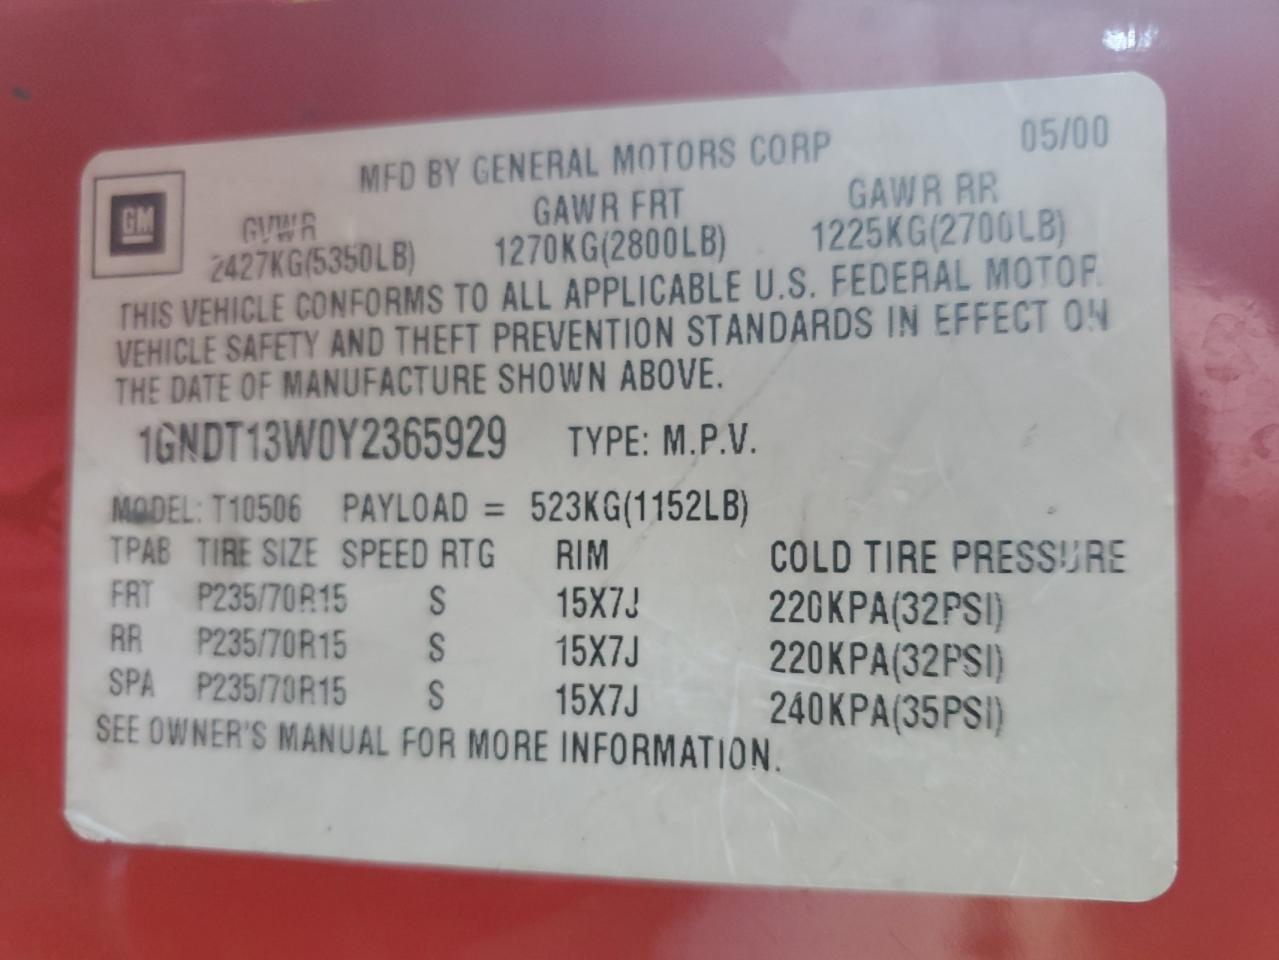 MFD BY GENERAL MOTORS CORP 05/00
GM
GVWR GAWR FRT GAWR RR
2427KG(5350LB) 1270KG(2800LB) 1225KG(2700LB)
THIS VEHICLE CONFORMS TO ALL APPLICABLE U.S. FEDERAL MOTOR
VEHICLE SAFETY AND THEFT PREVENTION STANDARDS IN EFFECT ON
THE DATE OF MANUFACTURE SHOWN ABOVE.
1GNDT13W0Y2365929 TYPE: M.P.V.
MODEL: T10506 PAYLOAD = 523KG(1152LB)
TPAB TIRE SIZE SPEED RTG RIM COLD TIRE PRESSURE
FRT P235/70R15 S 15X7J 220KPA(32PSI)
RR P235/70R15 S 15X7J 220KPA(32PSI)
SPA P235/70R15 S 15X7J 240KPA(35PSI)
SEE OWNER'S MANUAL FOR MORE INFORMATION.